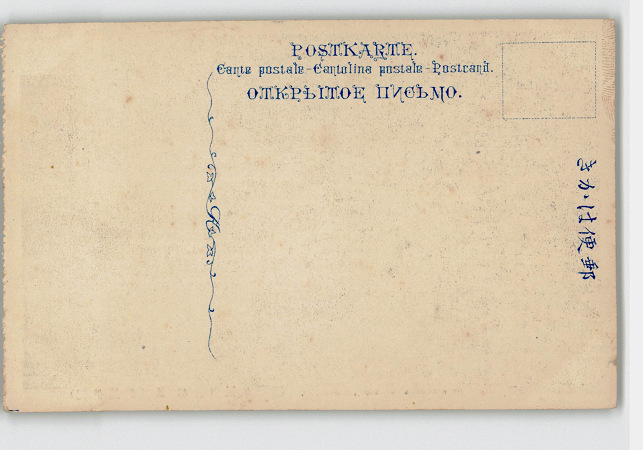 POSTKARTE.
Carte postale-Cartolina postale-Postcard.
ОТКРЫТОЕ ПИСЬМО.
郵便はかき